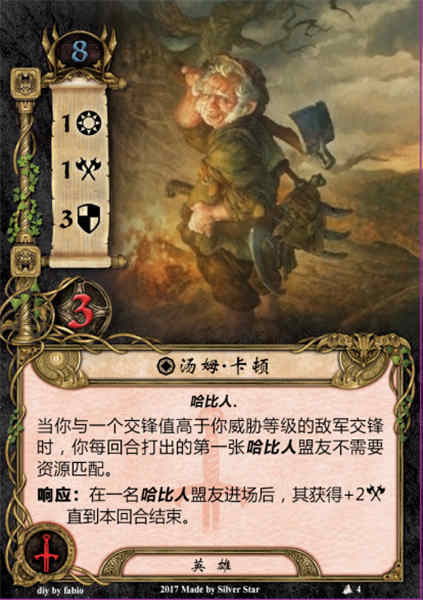 8
1
1
3
3
汤姆·卡顿
哈比人.
当你与一个交锋值高于你威胁等级的敌军交锋
时，你每回合打出的第一张哈比人盟友不需要
资源匹配。
响应：在一名哈比人盟友进场后，其获得+2
直到本回合结束。
英雄
diy by fabio
2017 Made by Silver Star
4